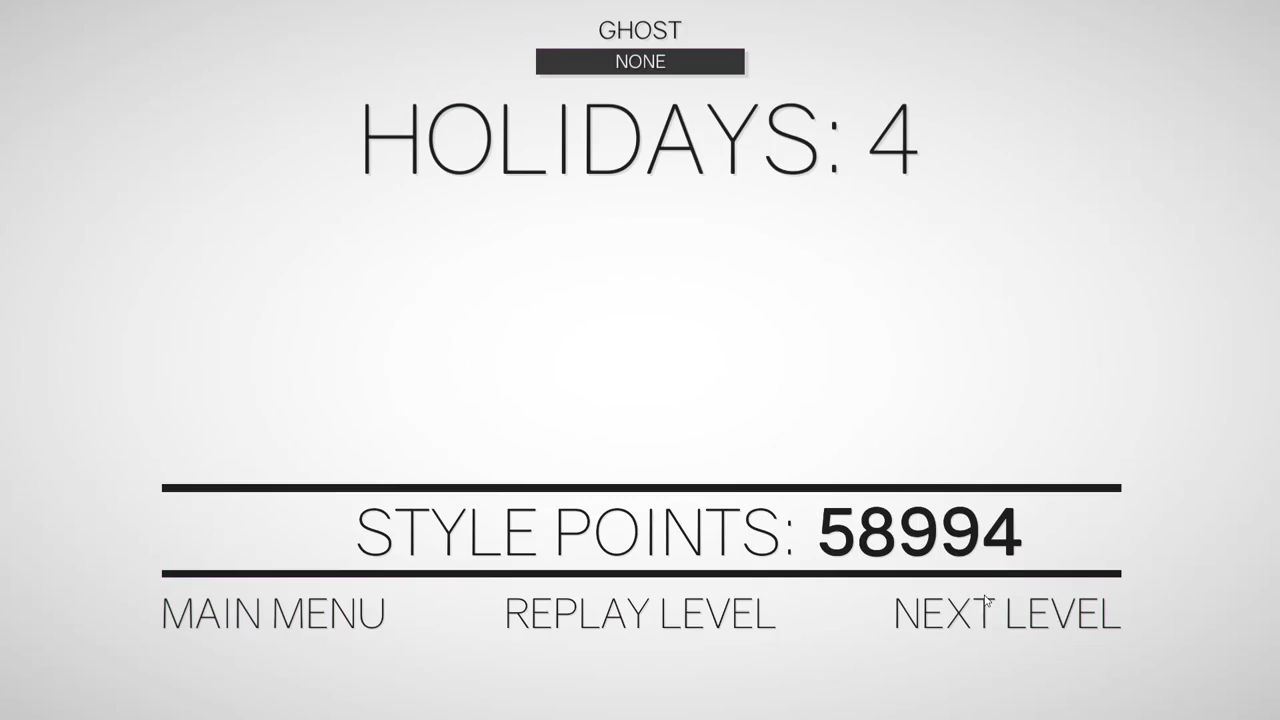 GHOST
NONE
HOLIDAYS: 4
STYLE POINTS: 58994
MAIN MENU
REPLAY LEVEL
NEXT LEVEL